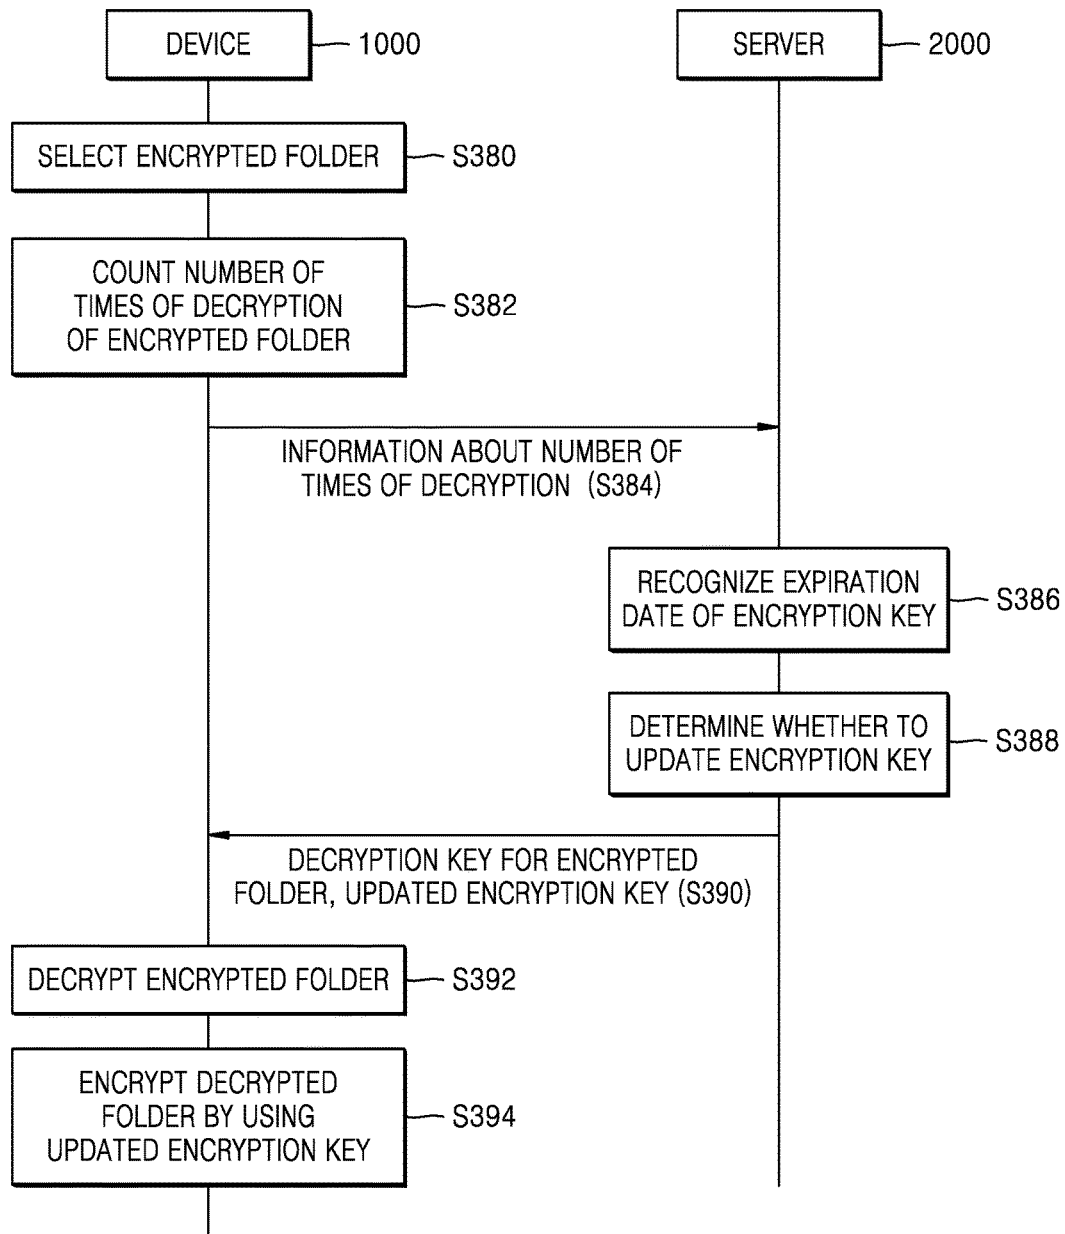 DEVICE 1000
SERVER 2000
SELECT ENCRYPTED FOLDER S380
COUNT NUMBER OF
TIMES OF DECRYPTION
OF ENCRYPTED FOLDER
S382
INFORMATION ABOUT NUMBER OF
TIMES OF DECRYPTION (S384)
RECOGNIZE EXPIRATION
DATE OF ENCRYPTION KEY
S386
DETERMINE WHETHER TO
UPDATE ENCRYPTION KEY
S388
DECRYPTION KEY FOR ENCRYPTED
FOLDER, UPDATED ENCRYPTION KEY (S390)
DECRYPT ENCRYPTED FOLDER S392
ENCRYPT DECRYPTED
FOLDER BY USING
UPDATED ENCRYPTION KEY
S394